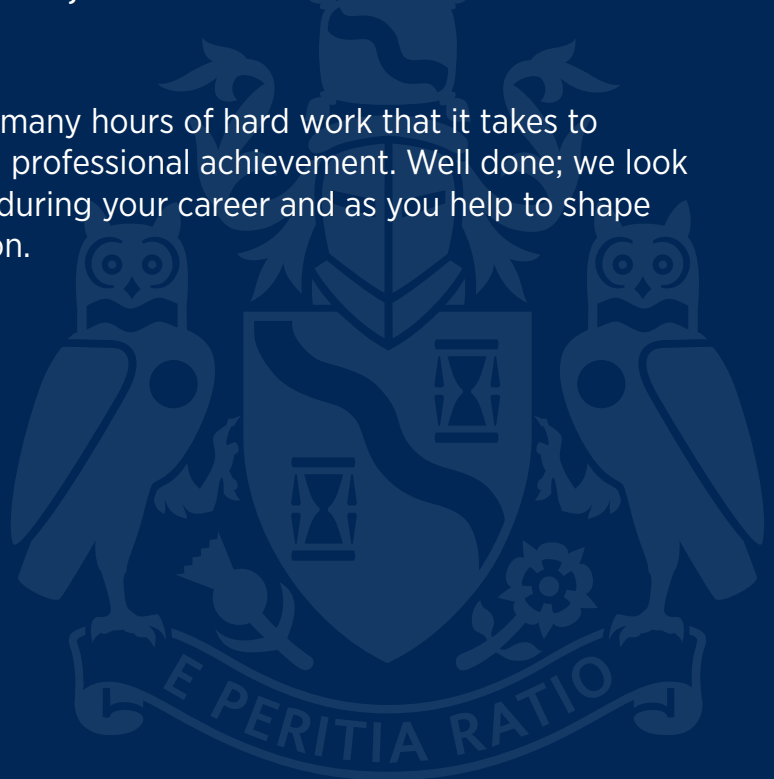 many hours of hard work that it takes to
professional achievement. Well done; we look
during your career and as you help to shape
on.
E PERITIA RATIO